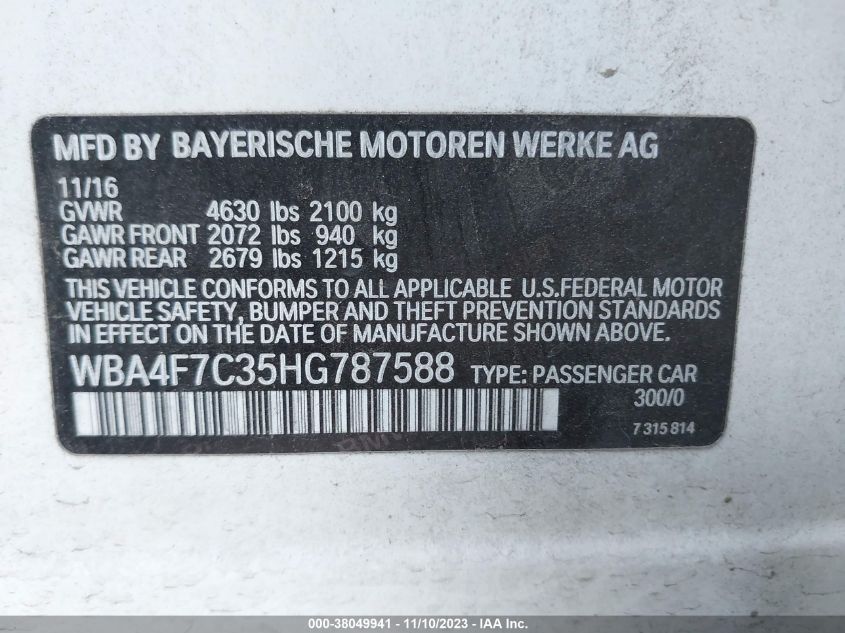 MFD BY BAYERISCHE MOTOREN WERKE AG
11/16
GVWR 4630 lbs 2100 kg
GAWR FRONT 2072 lbs 940 kg
GAWR REAR 2679 lbs 1215 kg
THIS VEHICLE CONFORMS TO ALL APPLICABLE U.S.FEDERAL MOTOR
VEHICLE SAFETY, BUMPER AND THEFT PREVENTION STANDARDS
IN EFFECT ON THE DATE OF MANUFACTURE SHOWN ABOVE.
WBA4F7C35HG787588 TYPE: PASSENGER CAR
300/0
7 315 814
BMW
000-38049941 - 11/10/2023 - IAA Inc.